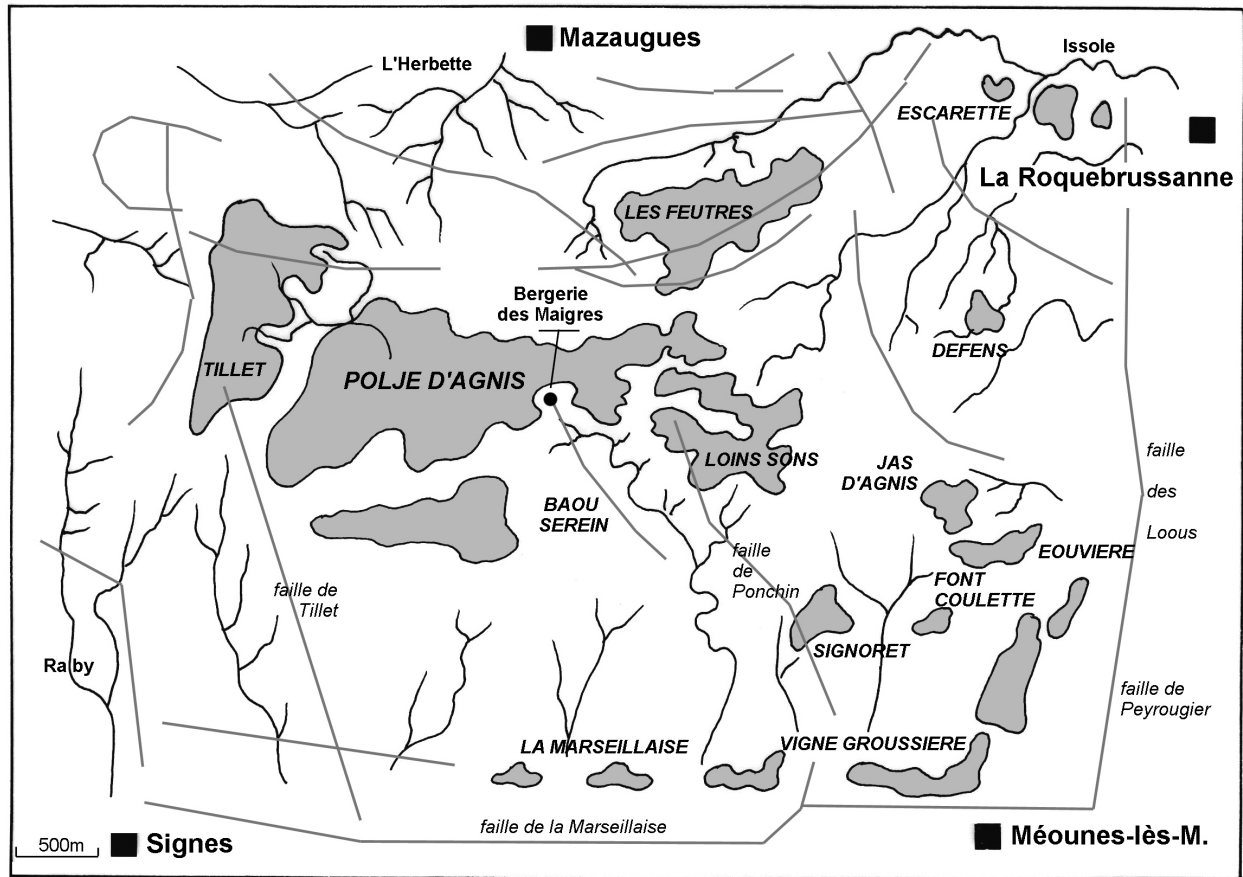 Mazaugues
Issole
L'Herbette
ESCARETTE
La Roquebrussanne
LES FEUTRES
Bergerie
des Maigres
DEFENS
TILLET
POLJE D'AGNIS
LOINS SONS
JAS
D'AGNIS
faille
des
Loous
BAOU
SEREIN
EOUVIERE
faille
de
Ponchin
FONT
COULETTE
faille de
Tillet
SIGNORET
Raby
faille de
Peyrougier
LA MARSEILLAISE
VIGNE GROUSSIERE
faille de la Marseillaise
500m
Signes
Méounes-lès-M.